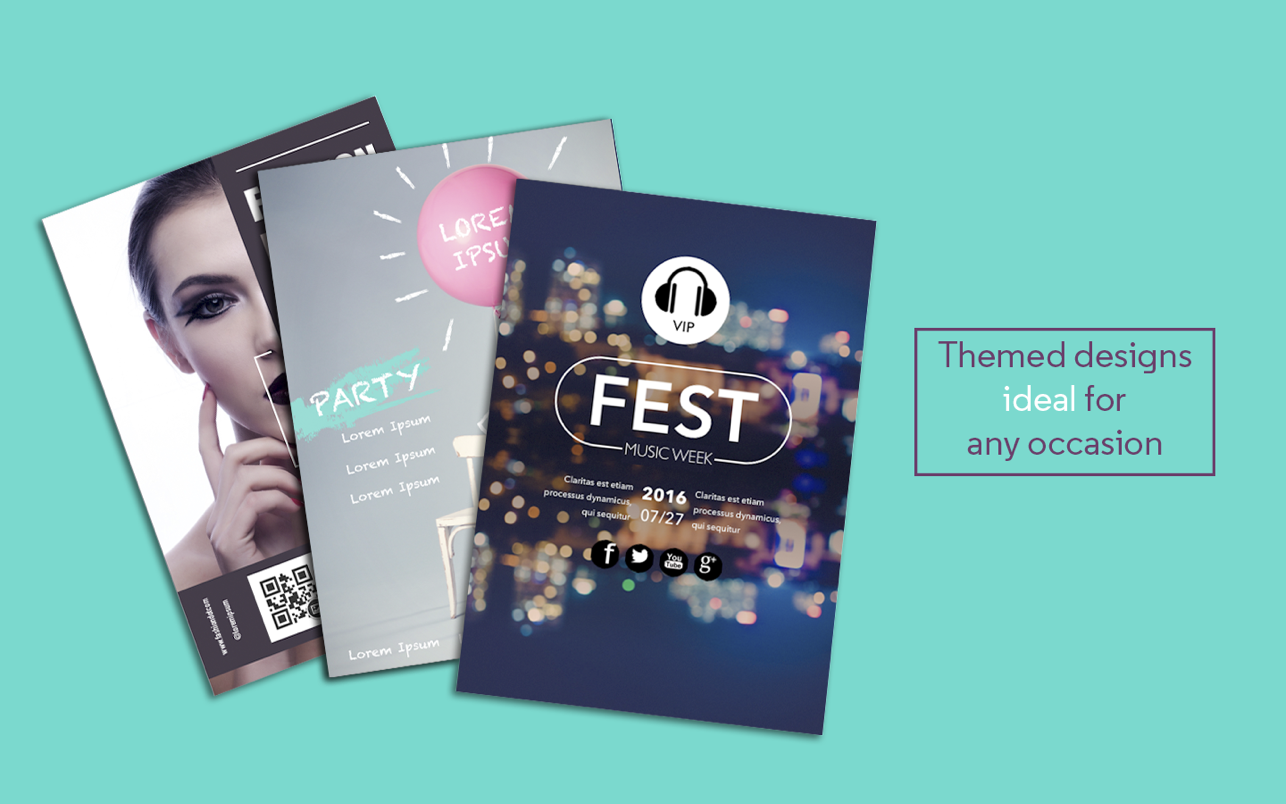 LOREM
IPSU
PARTY
Lorem Ipsum
Lorem Ipsum
Lorem Ipsum
Lorem Ipsum
@loremipsum
VIP
FEST
MUSIC WEEK
Claritas est etiam
processus dynamicus,
qui sequitur
2016
07/27
Claritas est etiam
processus dynamicus,
qui sequitur
f
You
Tube
g+
Themed designs
ideal for
any occasion